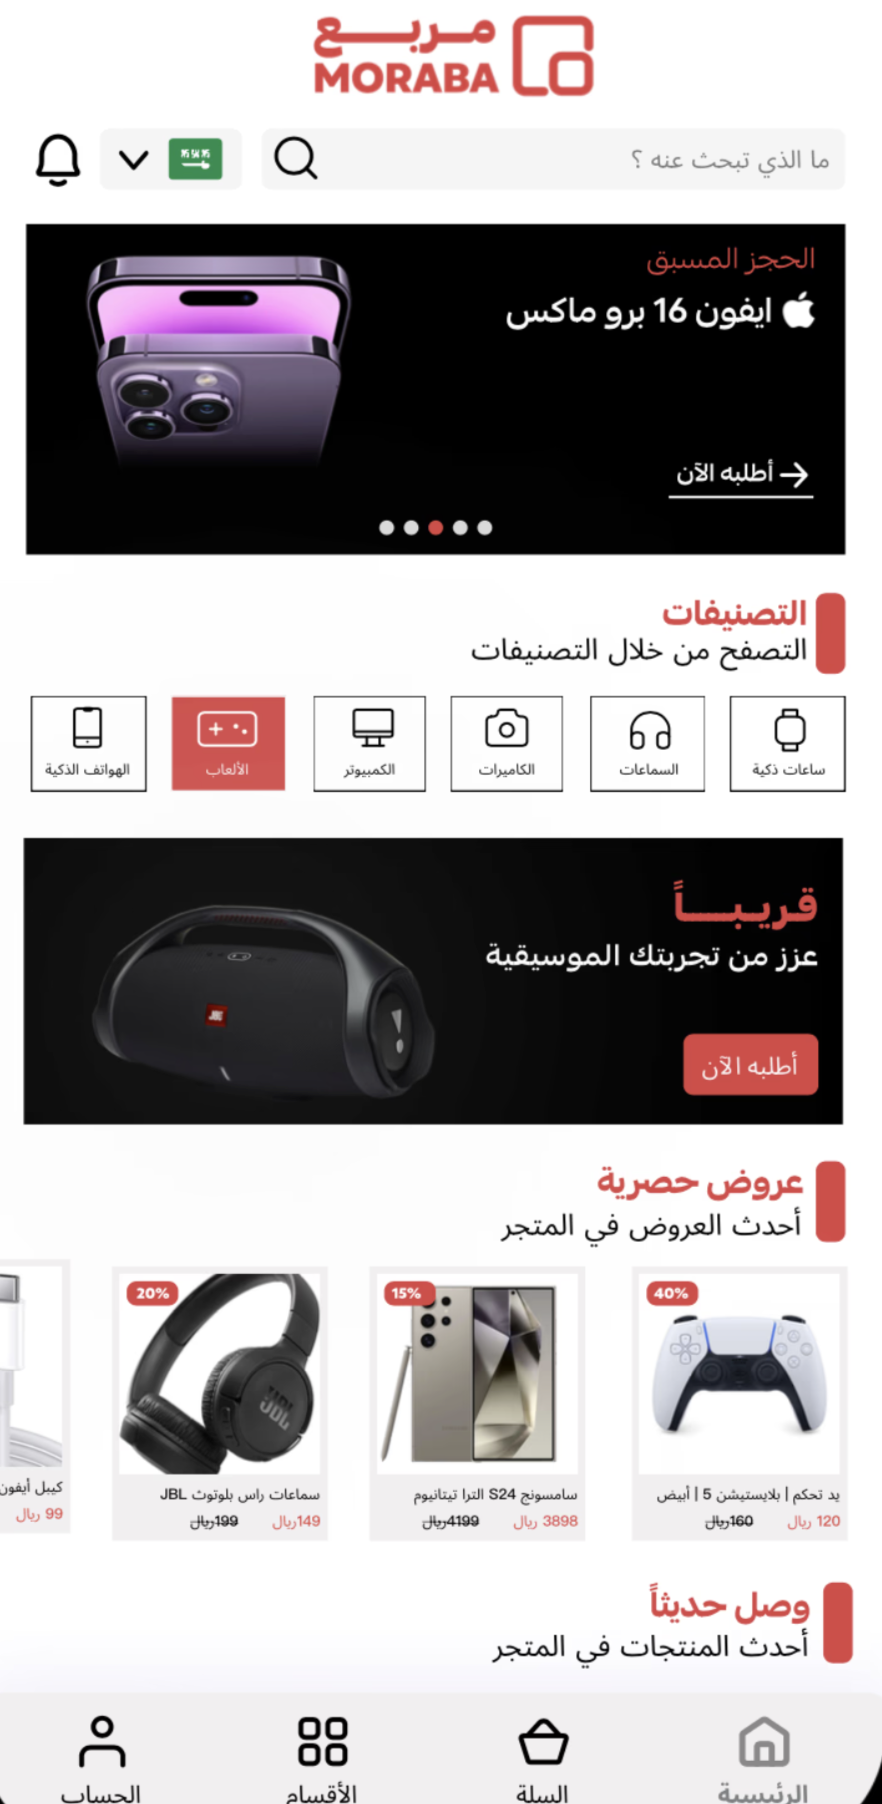 مربع
MORABA
ما الذي تبحث عنه ؟
الحجز المسبق
ايفون 16 برو ماكس
أطلبه الآن
التصنيفات
التصفح من خلال التصنيفات
ساعات ذكية
السماعات
الكاميرات
الكمبيوتر
الألعاب
الهواتف الذكية
قريبـــاً
عزز من تجربتك الموسيقية
أطلبه الآن
JBL
عروض حصرية
أحدث العروض في المتجر
40%
يد تحكم | بلايستيشن 5 | أبيض
120 ريال 160ريال
15%
سامسونج S24 الترا تيتانيوم
3898 ريال 4199ريال
20%
JBL
سماعات راس بلوتوث JBL
149ريال 199ريال
كيبل أيفون
99 ريال
وصل حديثاً
أحدث المنتجات في المتجر
الرئيسية
السلة
الأقسام
الحساب